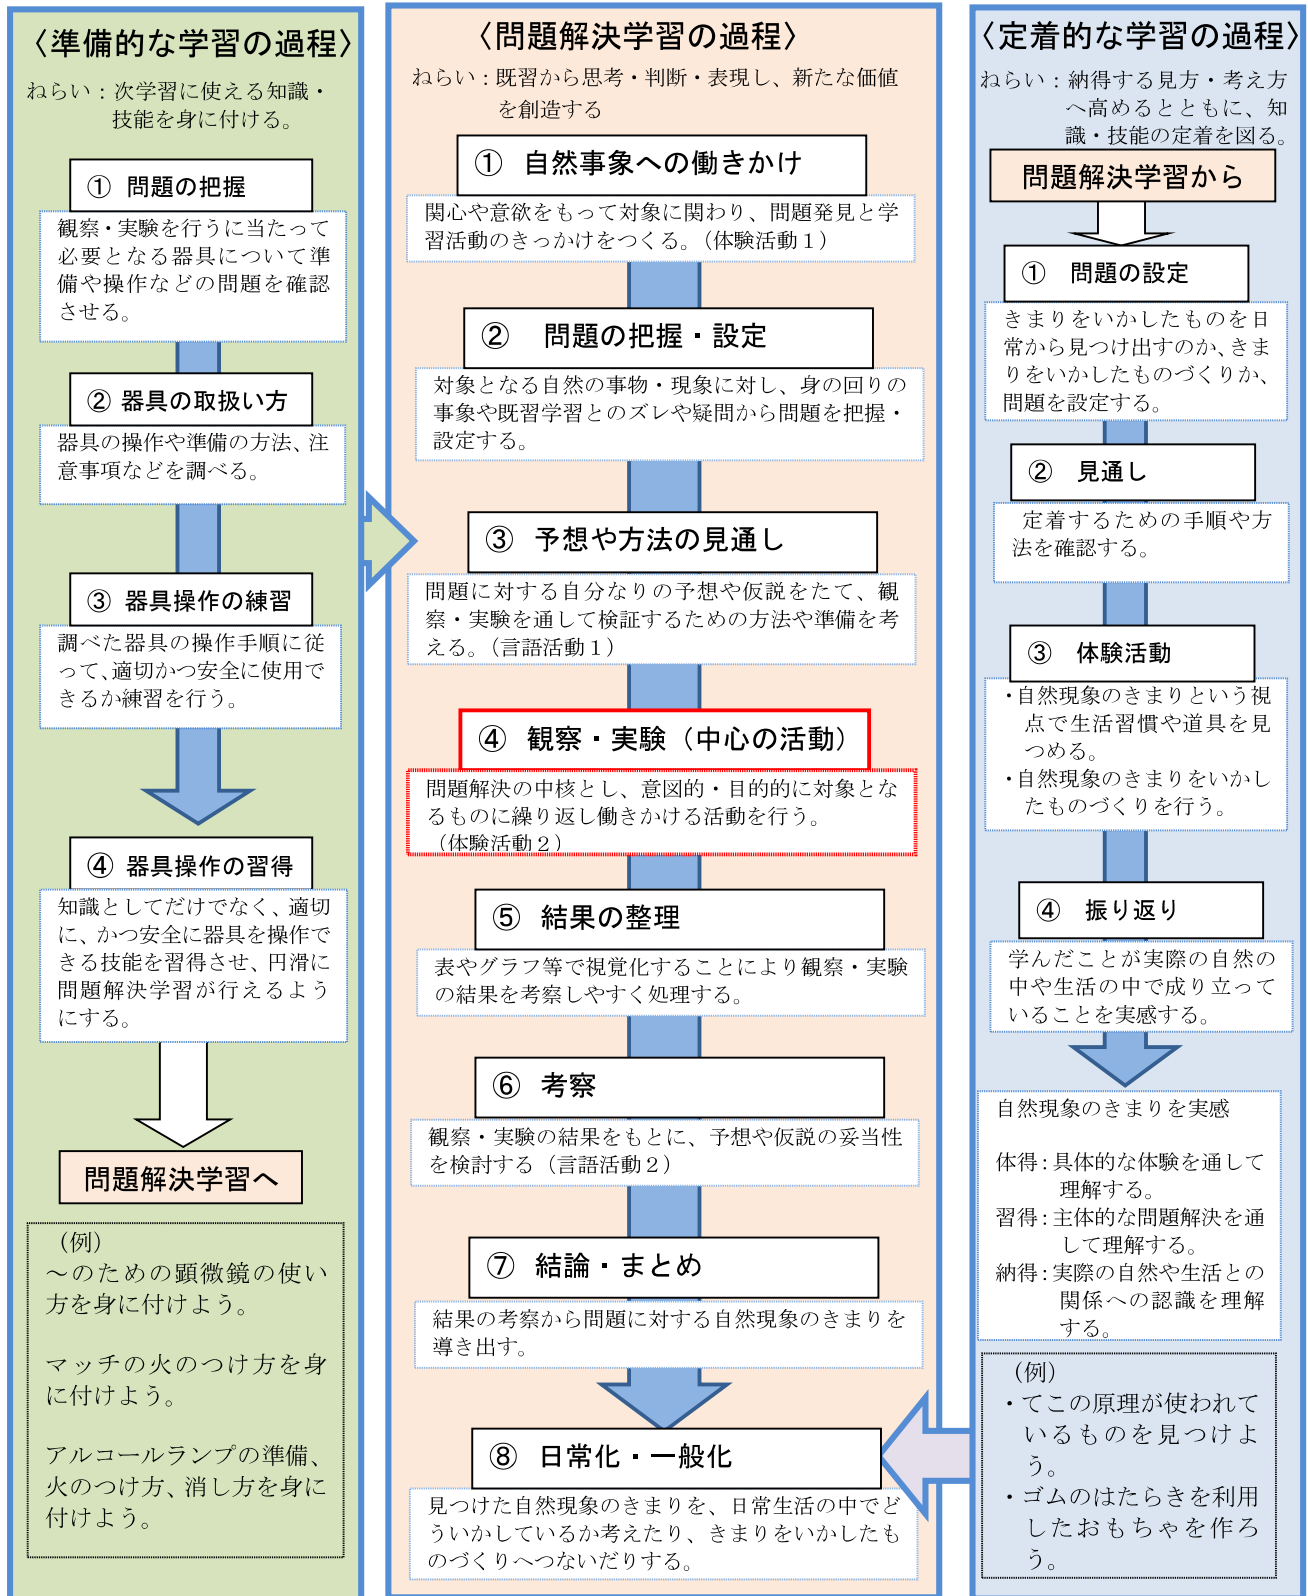 〈準備的な学習の過程〉
ねらい：次学習に使える知識・
技能を身に付ける。
① 問題の把握
観察・実験を行うに当たって
必要となる器具について準
備や操作などの問題を確認
させる。
② 器具の取扱い方
器具の操作や準備の方法、注
意事項などを調べる。
③ 器具操作の練習
調べた器具の操作手順に従
って、適切かつ安全に使用で
きるか練習を行う。
④ 器具操作の習得
知識としてだけでなく、適切
に、かつ安全に器具を操作で
きる技能を習得させ、円滑に
問題解決学習が行えるよう
にする。
問題解決学習へ
（例）
～のための顕微鏡の使い
方を身に付けよう。
マッチの火のつけ方を身
に付けよう。
アルコールランプの準備、
火のつけ方、消し方を身に
付けよう。
〈問題解決学習の過程〉
ねらい：既習から思考・判断・表現し、新たな価値
を創造する
① 自然事象への働きかけ
関心や意欲をもって対象に関わり、問題発見と学
習活動のきっかけをつくる。（体験活動１）
② 問題の把握・設定
対象となる自然の事物・現象に対し、身の回りの
事象や既習学習とのズレや疑問から問題を把握・
設定する。
③ 予想や方法の見通し
問題に対する自分なりの予想や仮説をたて、観
察・実験を通して検証するための方法や準備を考
える。（言語活動１）
④ 観察・実験（中心の活動）
問題解決の中核とし、意図的・目的的に対象とな
るものに繰り返し働きかける活動を行う。
（体験活動２）
⑤ 結果の整理
表やグラフ等で視覚化することにより観察・実験
の結果を考察しやすく処理する。
⑥ 考察
観察・実験の結果をもとに、予想や仮説の妥当性
を検討する（言語活動２）
⑦ 結論・まとめ
結果の考察から問題に対する自然現象のきまりを
導き出す。
⑧ 日常化・一般化
見つけた自然現象のきまりを、日常生活の中でど
ういかしているか考えたり、きまりをいかしたも
のづくりへつないだりする。
〈定着的な学習の過程〉
ねらい：納得する見方・考え方
へ高めるとともに、知
識・技能の定着を図る。
問題解決学習から
① 問題の設定
きまりをいかしたものを日
常から見つけ出すのか、きま
りをいかしたものづくりか、
問題を設定する。
② 見通し
定着するための手順や方
法を確認する。
③ 体験活動
・自然現象のきまりという視
点で生活習慣や道具を見
つめる。
・自然現象のきまりをいかし
たものづくりを行う。
④ 振り返り
学んだことが実際の自然の
中や生活の中で成り立って
いることを実感する。
自然現象のきまりを実感
体得：具体的な体験を通して
理解する。
習得：主体的な問題解決を通
して理解する。
納得：実際の自然や生活との
関係への認識を理解
する。
（例）
・てこの原理が使われて
いるものを見つけよ
う。
・ゴムのはたらきを利用
したおもちゃを作ろ
う。